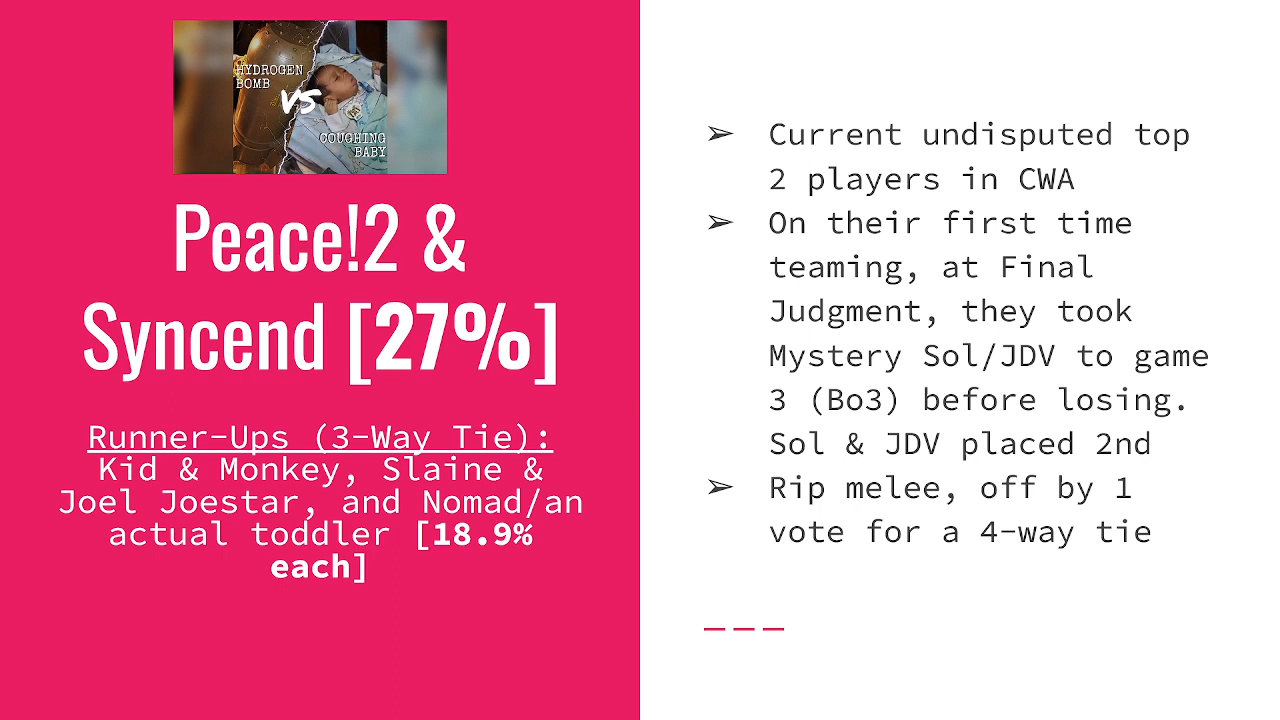 HYDROGEN
BOMB
VS
COUGHING
BABY
Peace!2 &
Syncend [27%]
Runner-Ups (3-Way Tie):
Kid & Monkey, Slaine &
Joel Joestar, and Nomad/an
actual toddler [18.9%
each]
➢ Current undisputed top
2 players in CWA
➢ On their first time
teaming, at Final
Judgment, they took
Mystery Sol/JDV to game
3 (Bo3) before losing.
Sol & JDV placed 2nd
➢ Rip melee, off by 1
vote for a 4-way tie